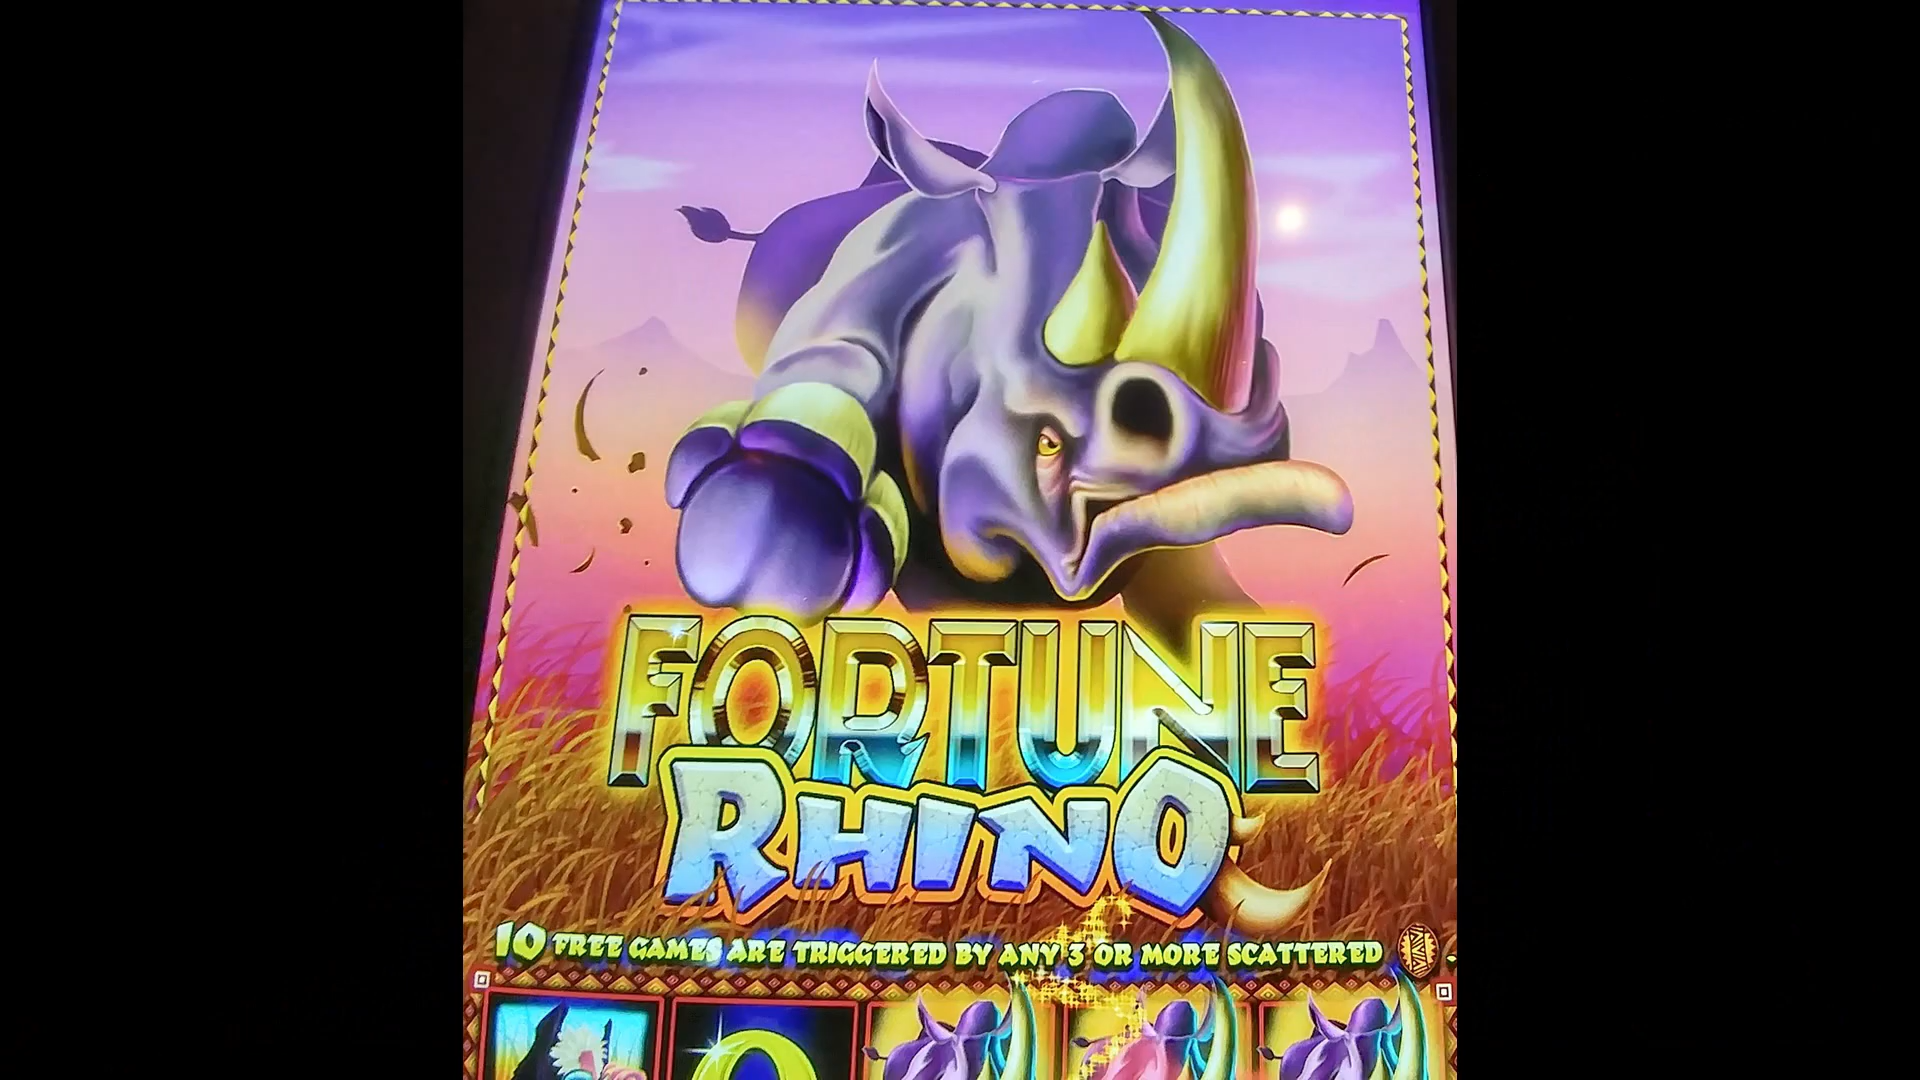 FORTUNE
RHINO
10 FREE GAMES ARE TRIGGERED BY ANY 3 OR MORE SCATTERED